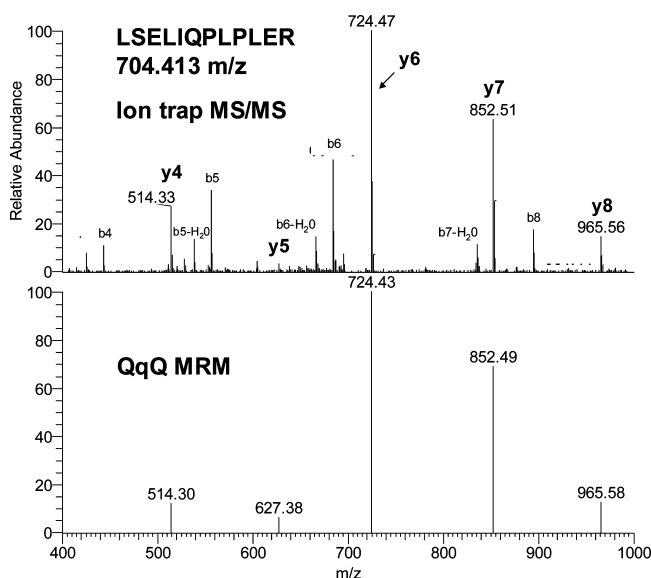 724.47
100
LSELIQPLPLER
704.413 m/z
Ion trap MS/MS
y6
y7
852.51
80
60
40
20
0
Relative Abundance
b6
y4
b5
514.33
b4
b5-H20
b6-H20
y5
b7-H20
b8
y8
965.56
724.43
100
QqQ MRM
852.49
80
60
40
20
0
514.30
627.38
965.58
400 500 600 700 800 900 1000
m/z